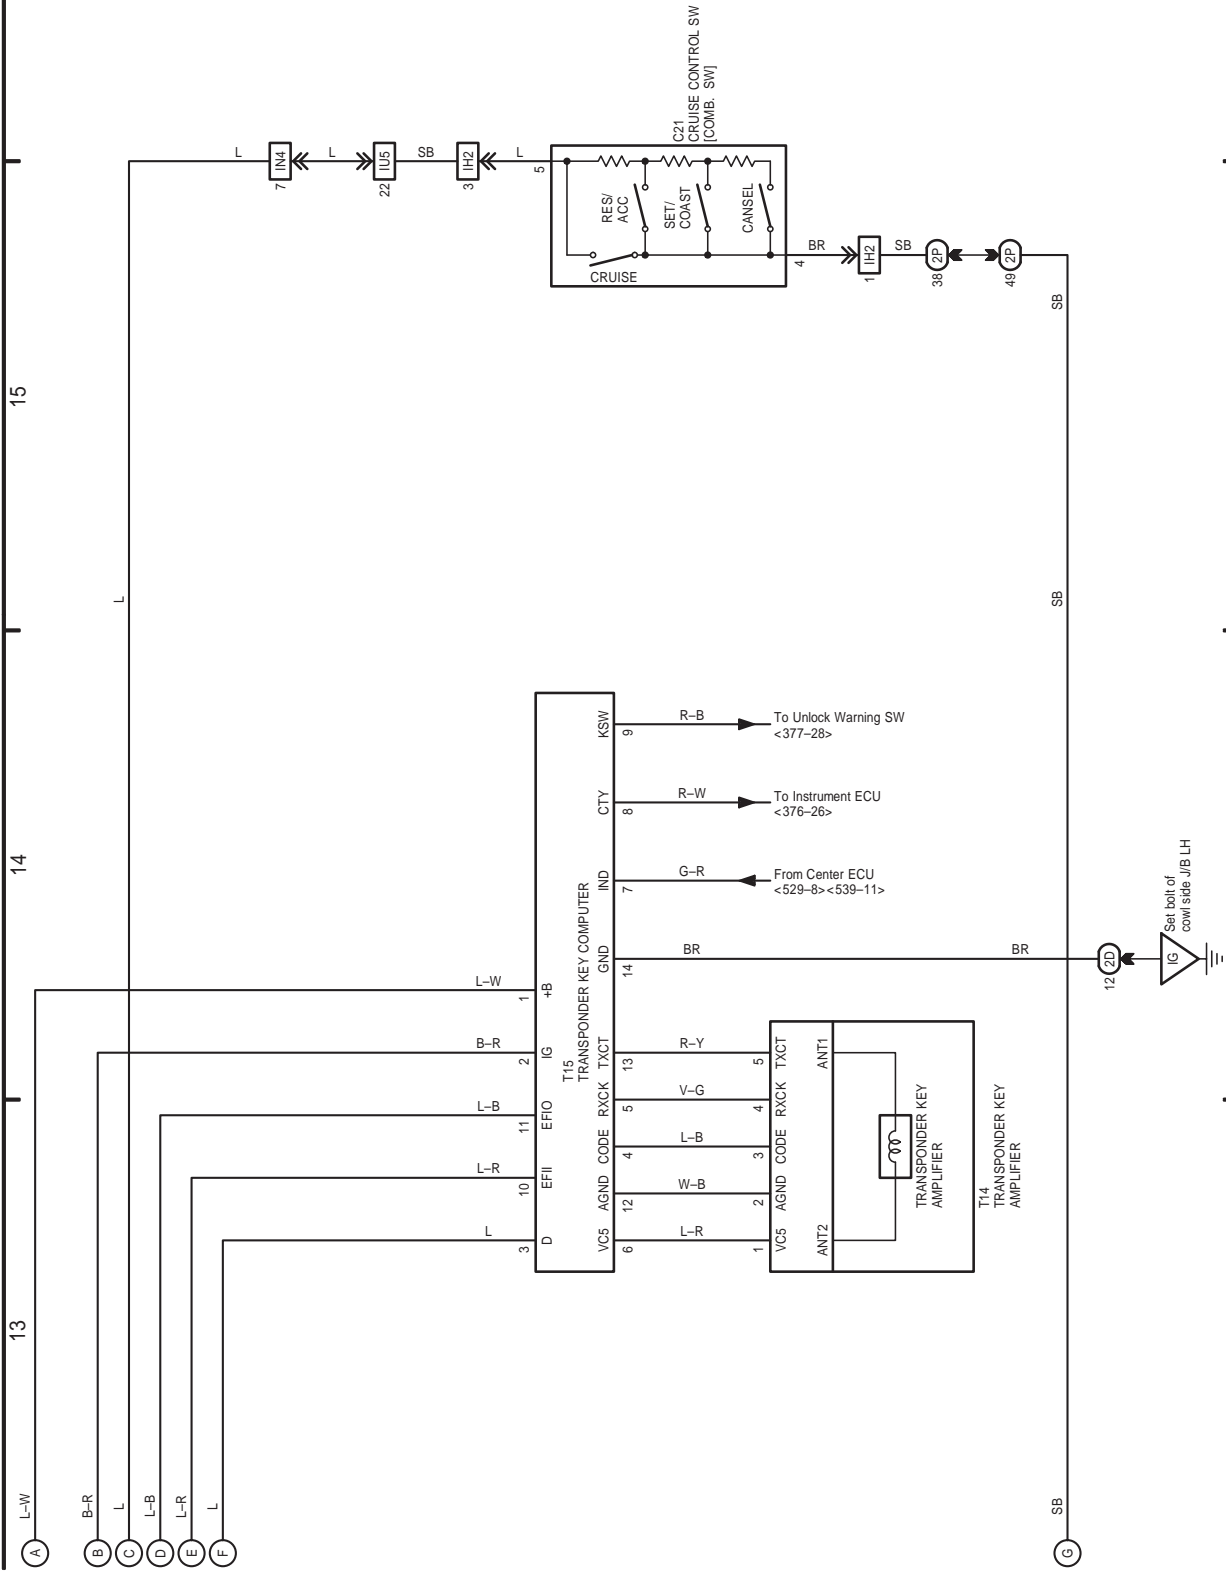 13
14
15
A
L–W
L–W
1
+B
B
B–R
B–R
2
IG
C
L
L
L
7
IN4
L
22
IU5
SB
3
IH2
L
5
D
L–B
L–B
11
EFIO
E
L–R
L–R
10
EFII
F
L
L
3
D
T15
TRANSPONDER KEY COMPUTER
VC5
6
L–R
1
VC5
AGND
12
W–B
2
AGND
CODE
4
L–B
3
CODE
RXCK
5
V–G
4
RXCK
TXCT
13
R–Y
5
TXCT
GND
14
BR
BR
12
2D
IG
Set bolt of
cowl side J/B LH
IND
7
G–R
From Center ECU
<529–8><539–11>
CTY
8
R–W
To Instrument ECU
<376–26>
KSW
9
R–B
To Unlock Warning SW
<377–28>
ANT2
ANT1
TRANSPONDER KEY
AMPLIFIER
T14
TRANSPONDER KEY
AMPLIFIER
C21
CRUISE CONTROL SW
[COMB. SW]
CRUISE
RES/
ACC
SET/
COAST
CANSEL
4
BR
1
IH2
SB
38
2P
49
2P
SB
SB
SB
G